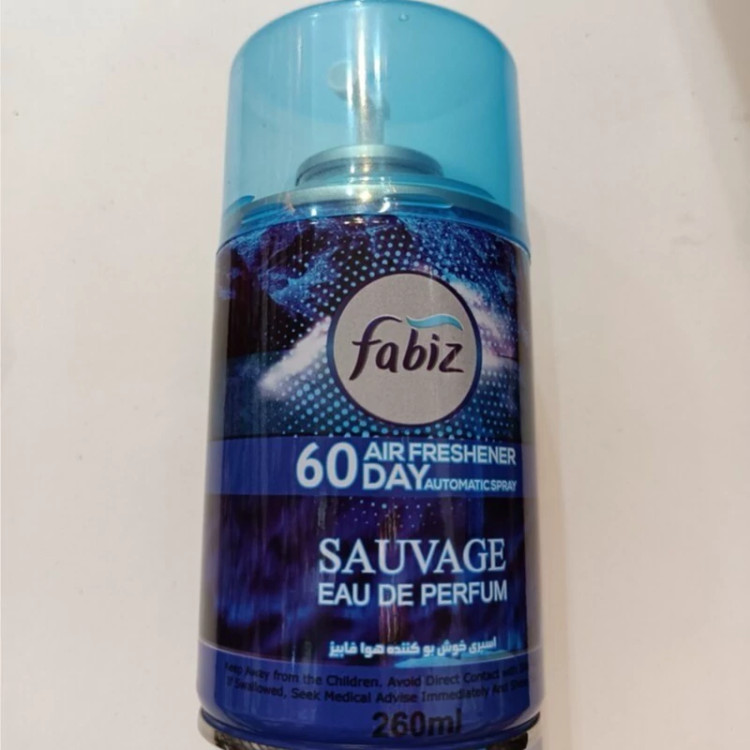 fabiz
60 DAY AIR FRESHENER
AUTOMATIC SPRAY
SAUVAGE
EAU DE PERFUM
اسپری خوش بو کننده هوا فابیز
Keep Away from the Children, Avoid Direct Contact with
If Swallowed, Seek Medical Advise Immediately And
260ml